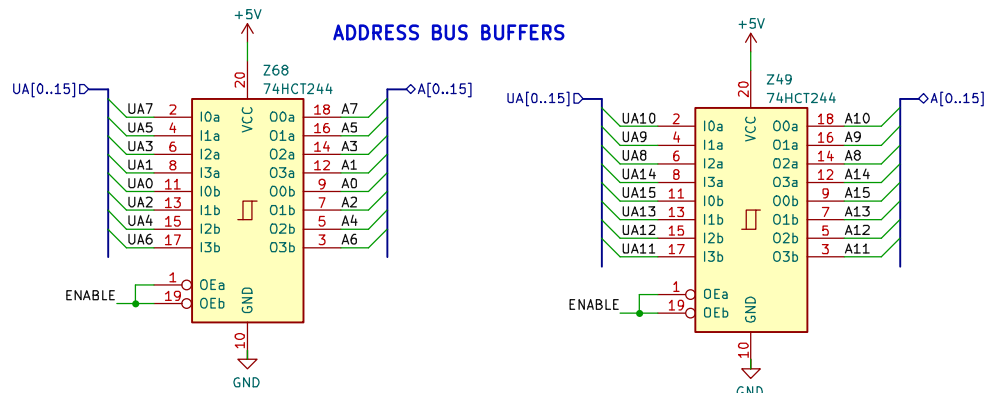 ADDRESS BUS BUFFERS
+5V
20
Z68
74HCT244
UA[0..15]
A[0..15]
VCC
UA7 2 I0a O0a 18 A7
UA5 4 I1a O1a 16 A5
UA3 6 I2a O2a 14 A3
UA1 8 I3a O3a 12 A1
UA0 11 I0b O0b 9 A0
UA2 13 I1b O1b 7 A2
UA4 15 I2b O2b 5 A4
UA6 17 I3b O3b 3 A6
1 OEa
ENABLE 19 OEb
GND
10
GND
+5V
20
Z49
74HCT244
UA[0..15]
A[0..15]
VCC
UA10 2 I0a O0a 18 A10
UA9 4 I1a O1a 16 A9
UA8 6 I2a O2a 14 A8
UA14 8 I3a O3a 12 A14
UA15 11 I0b O0b 9 A15
UA13 13 I1b O1b 7 A13
UA12 15 I2b O2b 5 A12
UA11 17 I3b O3b 3 A11
1 OEa
ENABLE 19 OEb
GND
10
GND